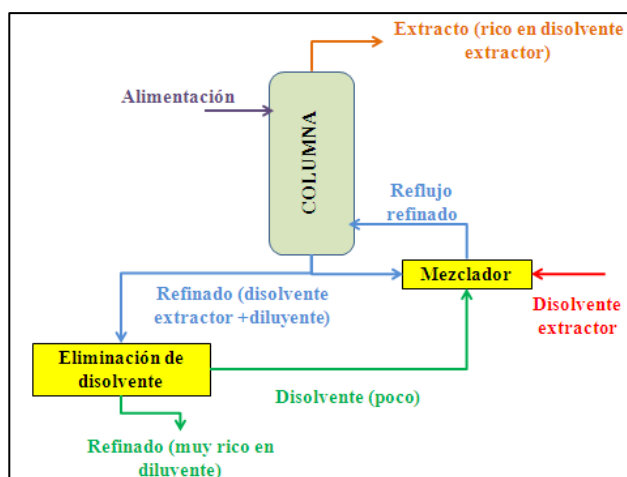 Extracto (rico en disolvente
extractor)
Alimentación
COLUMNA
Reflujo
refinado
Mezclador
Refinado (disolvente
extractor +diluyente)
Disolvente
extractor
Eliminación de
disolvente
Disolvente (poco)
Refinado (muy rico en
diluvente)